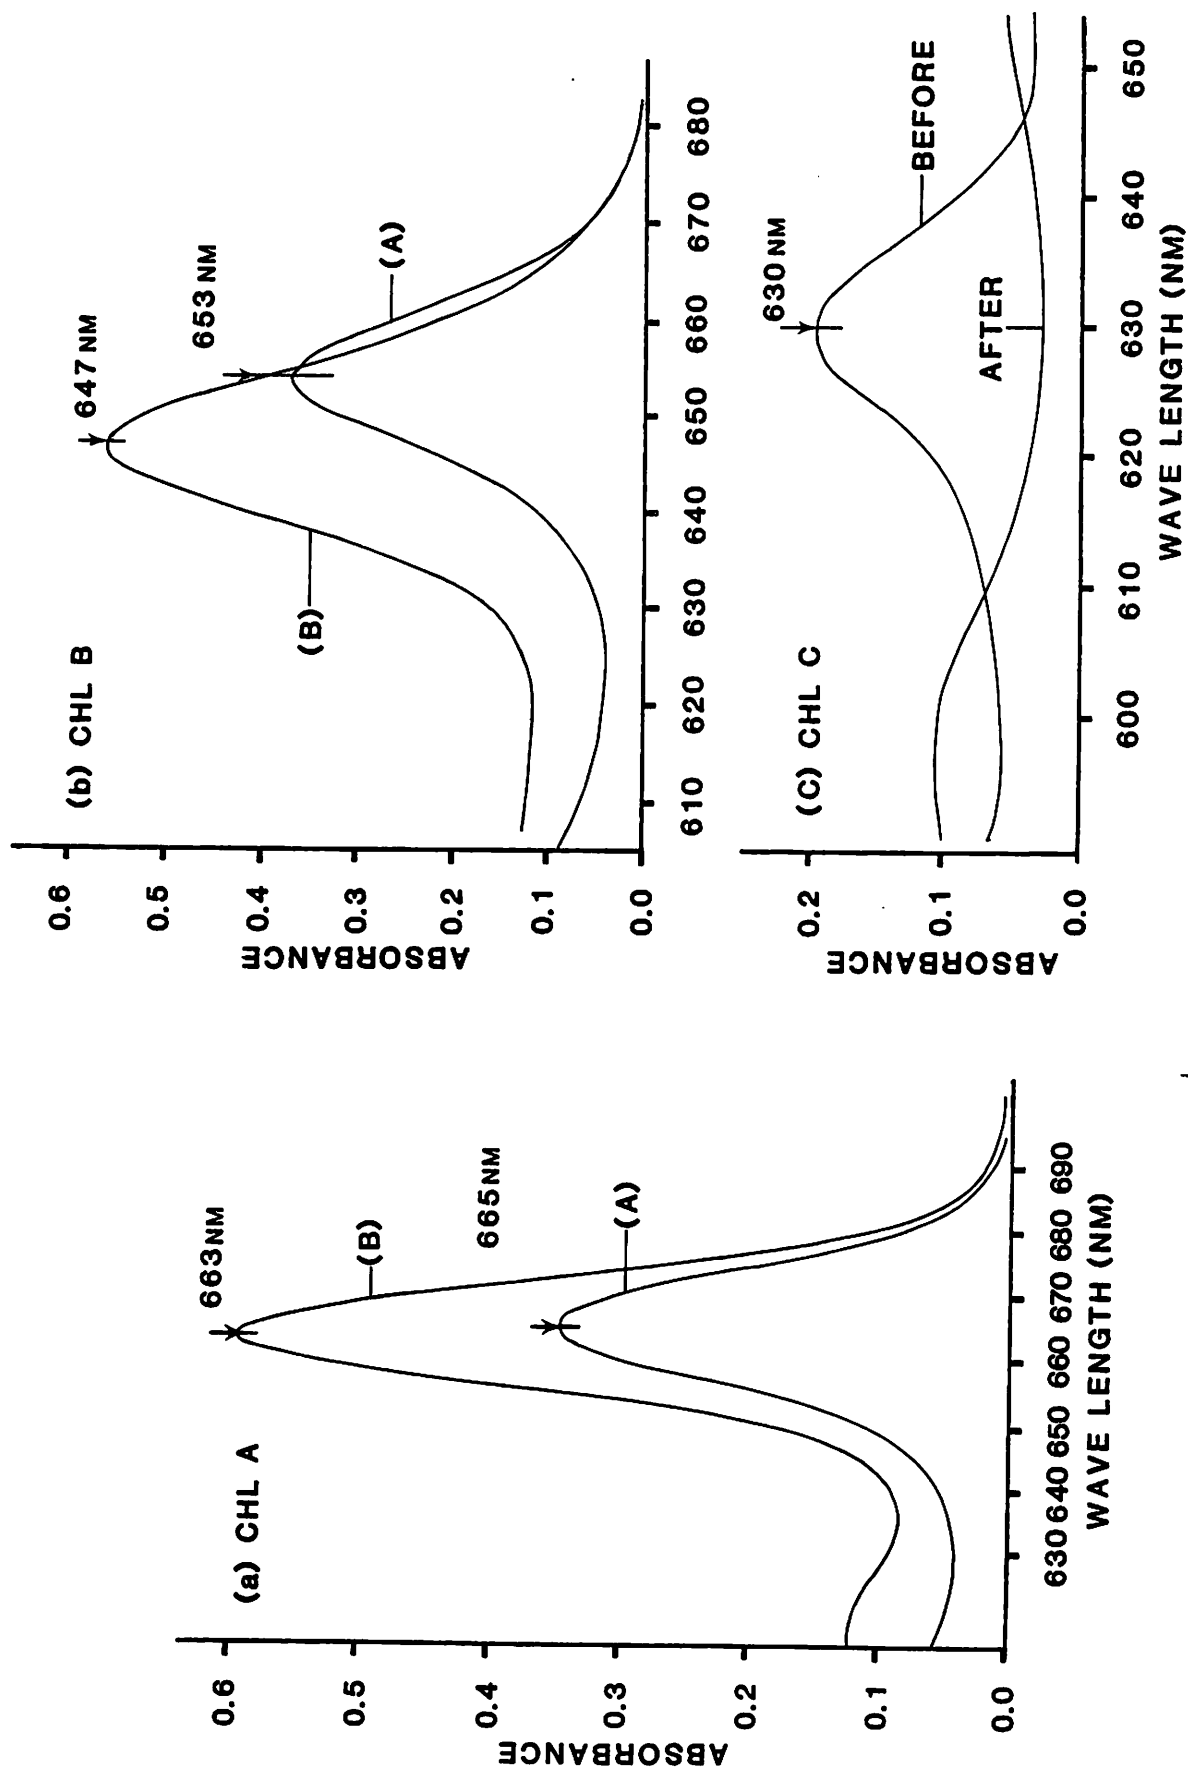 (a) CHL A
663NM
(B)
665NM
(A)
0.6
0.5
0.4
0.3
0.2
0.1
0.0
ABSORBANCE
630 640 650 660 670 680 690
WAVE LENGTH (NM)
(b) CHL B
647NM
653NM
(B)
(A)
0.6
0.5
0.4
0.3
0.2
0.1
0.0
ABSORBANCE
610 620 630 640 650 660 670 680
(C) CHL C
630NM
BEFORE
AFTER
0.2
0.1
0.0
ABSORBANCE
600 610 620 630 640 650
WAVE LENGTH (NM)